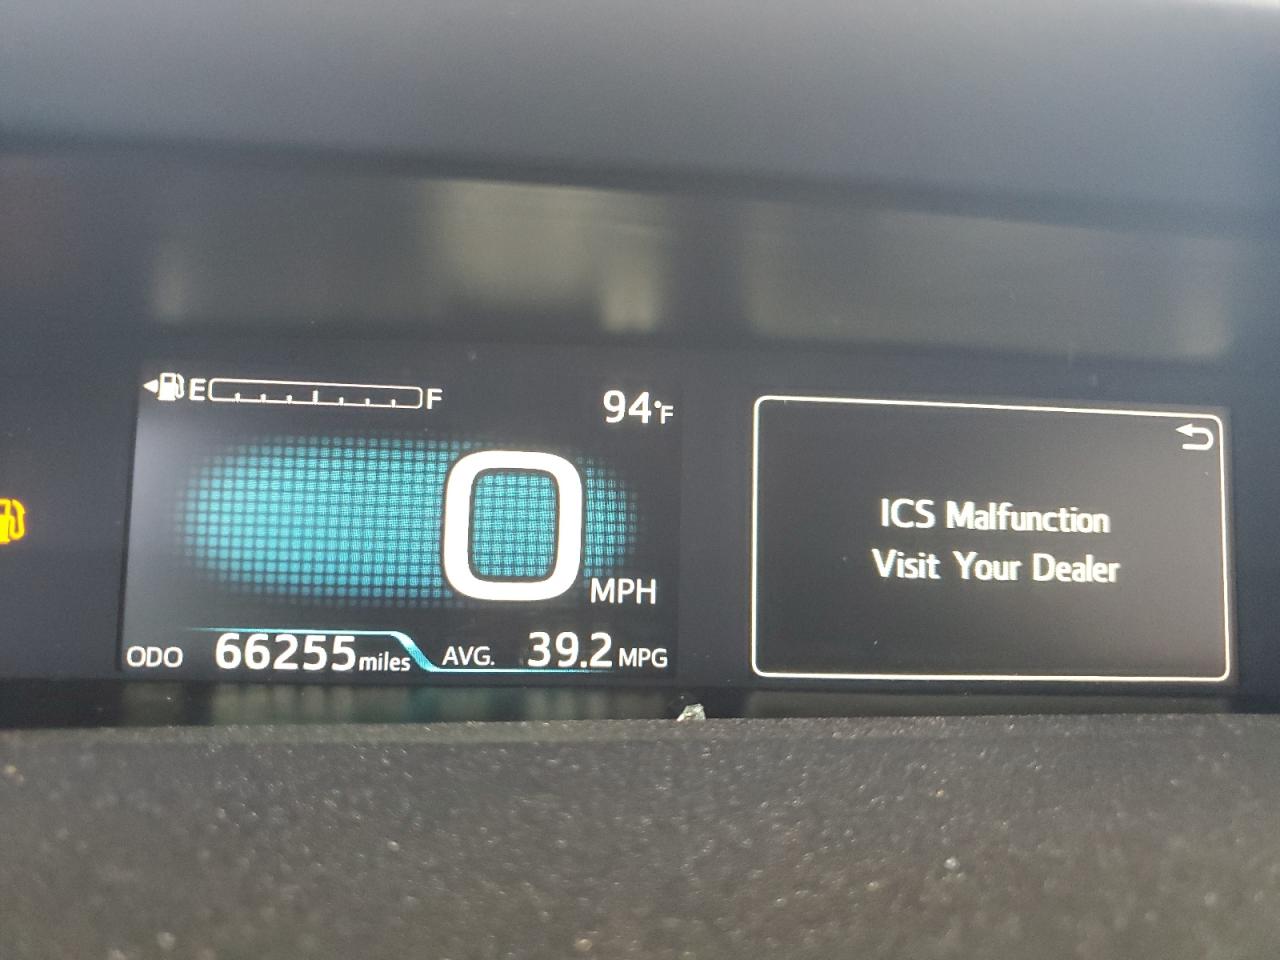 E F
94°F
0
MPH
ODO 66255 miles AVG. 39.2 MPG
ICS Malfunction
Visit Your Dealer